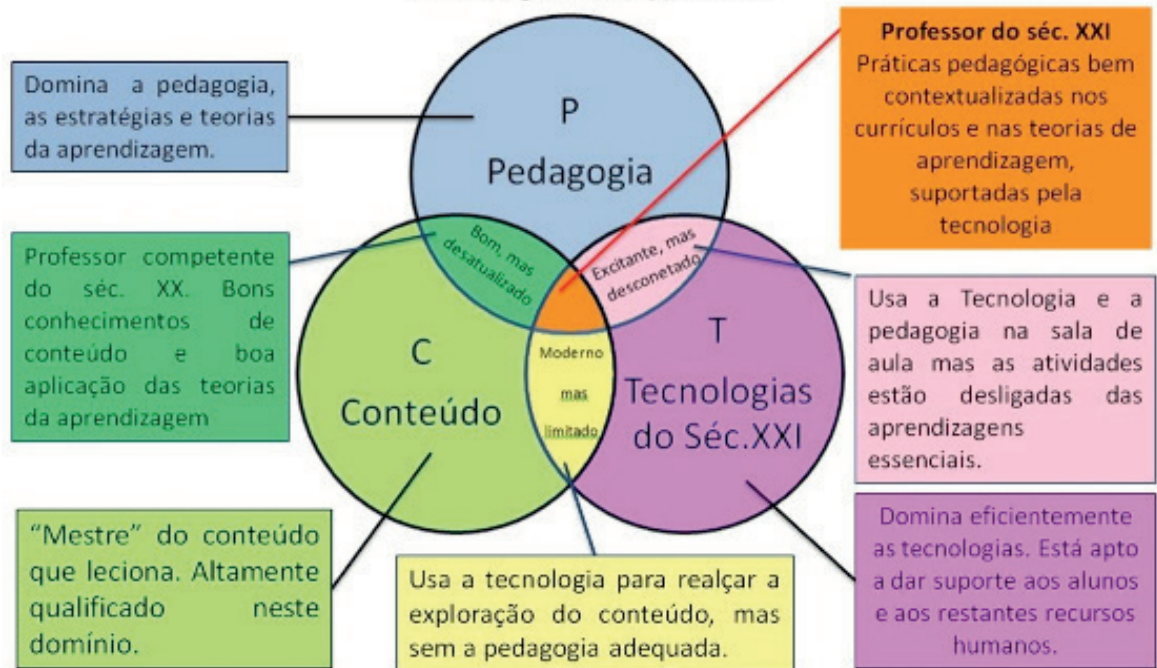 Domina a pedagogia,
as estratégias e teorias
da aprendizagem.
P
Pedagogia
Professor do séc. XXI
Práticas pedagógicas bem
contextualizadas nos
currículos e nas teorias de
aprendizagem,
suportadas pela
tecnologia
Professor competente
do séc. XX. Bons
conhecimentos de
conteúdo e boa
aplicação das teorias
da aprendizagem
Bom, mas
desatualizado
Excitante, mas
desconetado
Usa a Tecnologia e a
pedagogia na sala de
aula mas as atividades
estão desligadas das
aprendizagens
essenciais.
C
Conteúdo
Moderno
mas
limitado
T
Tecnologias
do Séc.XXI
“Mestre” do conteúdo
que leciona. Altamente
qualificado neste
domínio.
Usa a tecnologia para realçar a
exploração do conteúdo, mas
sem a pedagogia adequada.
Domina eficientemente
as tecnologias. Está apto
a dar suporte aos alunos
e aos restantes recursos
humanos.